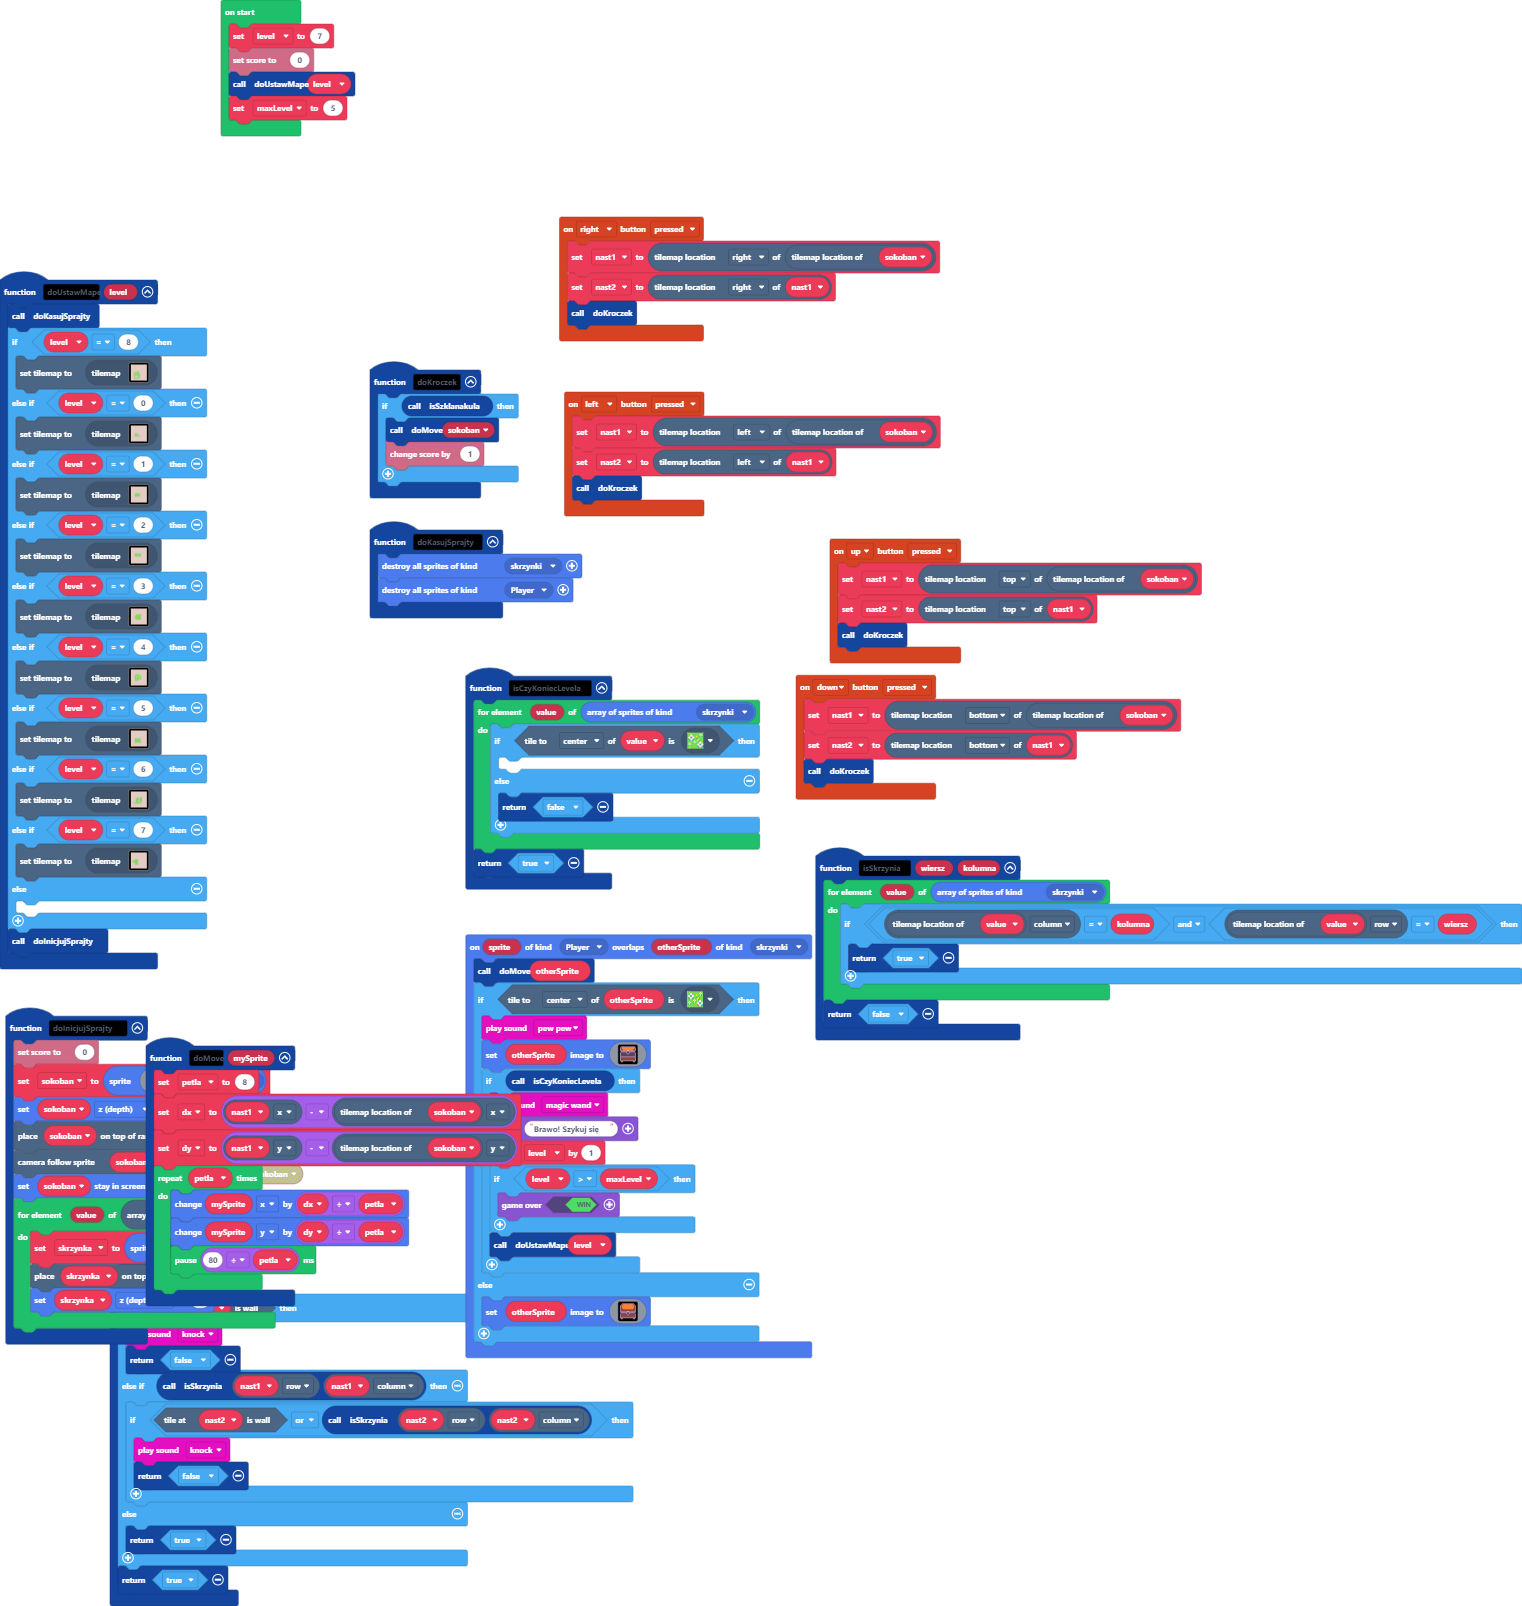 on start
set level to 7
set score to 0
call doUstawMape level
set maxLevel to 5
function doUstawMape level
call doKasujSprajty
if level = 8 then
set tilemap to tilemap
else if level = 0 then
set tilemap to tilemap
else if level = 1 then
set tilemap to tilemap
else if level = 2 then
set tilemap to tilemap
else if level = 3 then
set tilemap to tilemap
else if level = 4 then
set tilemap to tilemap
else if level = 5 then
set tilemap to tilemap
else if level = 6 then
set tilemap to tilemap
else if level = 7 then
set tilemap to tilemap
else
call doInicjujSprajty
on right button pressed
set nast1 to tilemap location right of tilemap location of sokoban
set nast2 to tilemap location right of nast1
call doKroczek
function doKroczek
if call isSzklanakula then
call doMove sokoban
change score by 1
on left button pressed
set nast1 to tilemap location left of tilemap location of sokoban
set nast2 to tilemap location left of nast1
call doKroczek
function doKasujSprajty
destroy all sprites of kind skrzynki
destroy all sprites of kind Player
on up button pressed
set nast1 to tilemap location top of tilemap location of sokoban
set nast2 to tilemap location top of nast1
call doKroczek
on down button pressed
set nast1 to tilemap location bottom of tilemap location of sokoban
set nast2 to tilemap location bottom of nast1
call doKroczek
function isCzyKoniecLevela
for element value of array of sprites of kind skrzynki
do
if tile to center of value is then
else
return false
return true
function isSkrzynia wiersz kolumna
for element value of array of sprites of kind skrzynki
do
if tilemap location of value column = kolumna and tilemap location of value row = wiersz then
return true
return false
on sprite of kind Player overlaps otherSprite of kind skrzynki
call doMove otherSprite
if tile to center of otherSprite is then
play sound pew pew
set otherSprite image to
if call isCzyKoniecLevela then
und magic wand
"Brawo! Szykuj się "
level by 1
if level > maxLevel then
game over WIN
call doUstawMape level
else
set otherSprite image to
function doInicjujSprajty
set score to 0
set sokoban to sprite
set sokoban z (depth)
place sokoban on top of ra
camera follow sprite sokoba
set sokoban stay in screen
for element value of array
do
set skrzynka to spri
place skrzynka on top
set skrzynka z (dept
function doMove mySprite
set petla to 8
set dx to nast1 x - tilemap location of sokoban x
set dy to nast1 y - tilemap location of sokoban y
repeat petla times
do
change mySprite x by dx ÷ petla
change mySprite y by dy ÷ petla
pause 80 ÷ petla ms
okoban
is wall then
sound knock
return false
else if call isSkrzynia nast1 row nast1 column then
if tile at nast2 is wall or call isSkrzynia nast2 row nast2 column then
play sound knock
return false
else
return true
return true